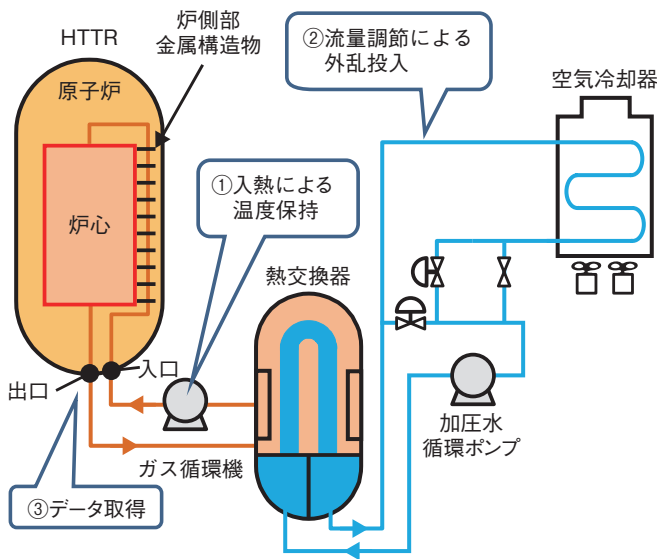 HTTR
炉側部
金属構造物
原子炉
炉心
①入熱による
温度保持
②流量調節による
外乱投入
空気冷却器
熱交換器
出口
入口
ガス循環機
加圧水
循環ポンプ
③データ取得